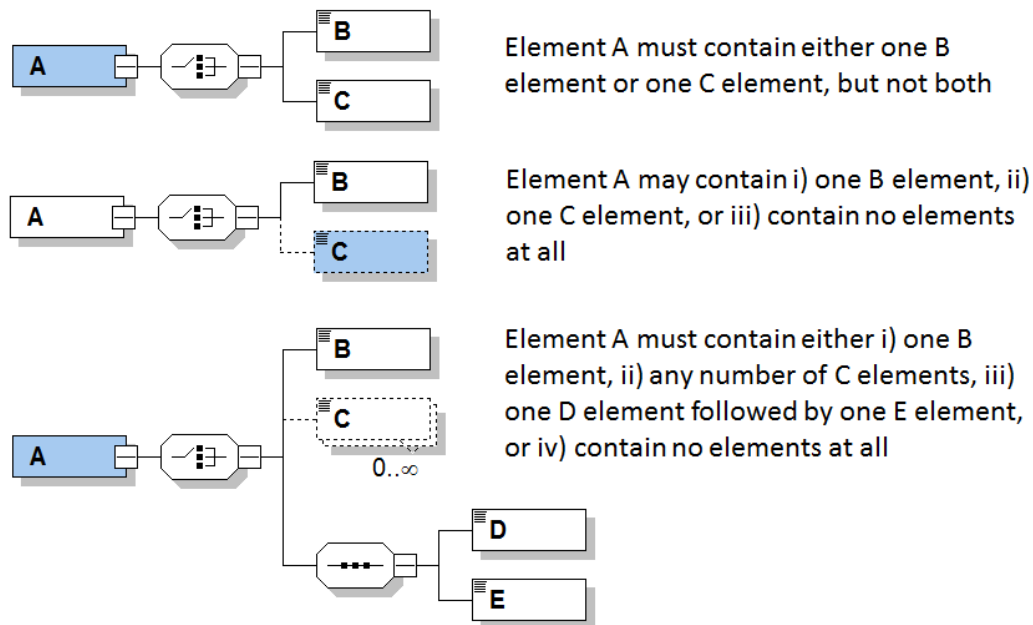 A
B
C
Element A must contain either one B
element or one C element, but not both
A
B
C
Element A may contain i) one B element, ii)
one C element, or iii) contain no elements
at all
A
B
C
0..∞
D
E
Element A must contain either i) one B
element, ii) any number of C elements, iii)
one D element followed by one E element,
or iv) contain no elements at all